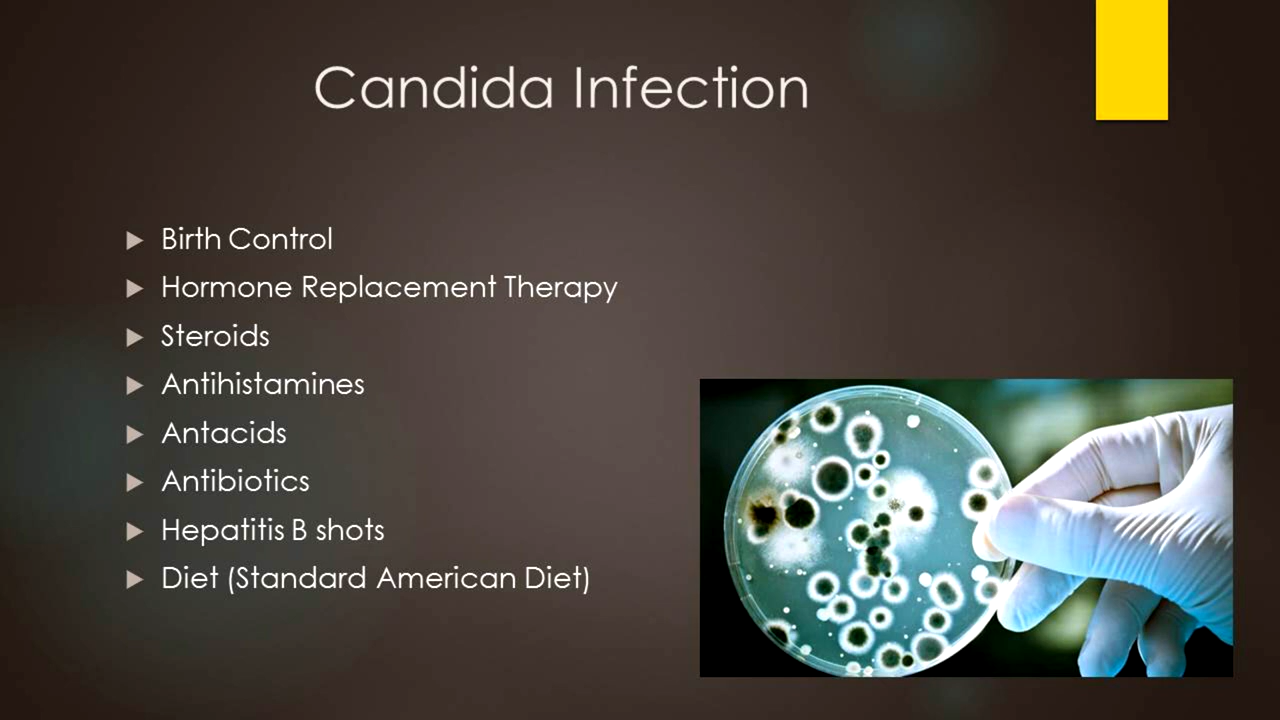 Candida Infection
Birth Control
Hormone Replacement Therapy
Steroids
Antihistamines
Antacids
Antibiotics
Hepatitis B shots
Diet (Standard American Diet)